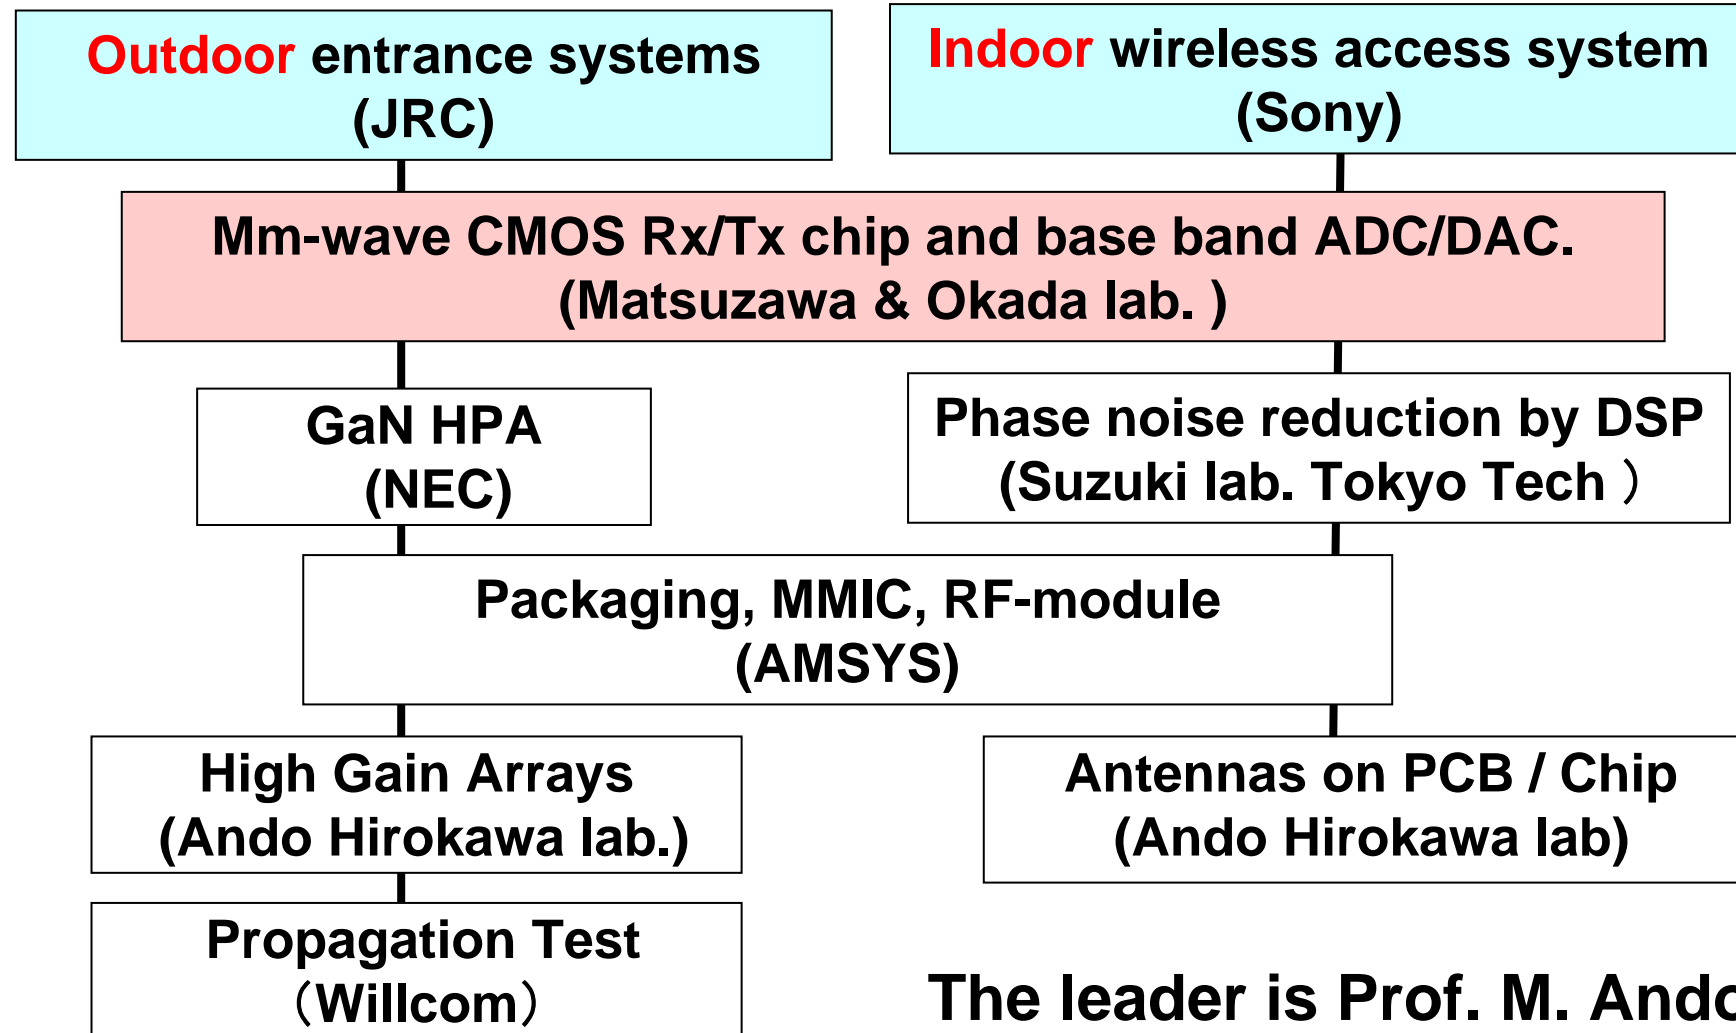 Outdoor entrance systems
(JRC)
Indoor wireless access system
(Sony)
Mm-wave CMOS Rx/Tx chip and base band ADC/DAC.
(Matsuzawa & Okada lab. )
GaN HPA
(NEC)
Phase noise reduction by DSP
(Suzuki lab. Tokyo Tech ）
Packaging, MMIC, RF-module
(AMSYS)
High Gain Arrays
(Ando Hirokawa lab.)
Antennas on PCB / Chip
(Ando Hirokawa lab)
Propagation Test
（Willcom）
The leader is Prof. M. Ando